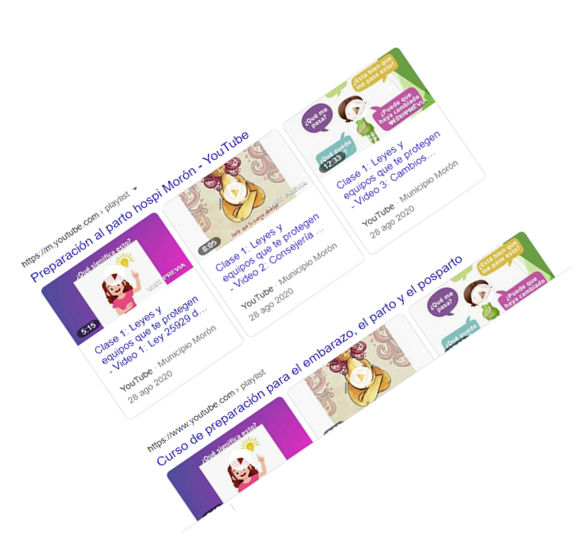 https://m.youtube.com › playlist
Preparación al parto hospi Morón - YouTube
¿Qué significa esto?
PREVIA
5:15
Clase 1: Leyes y
equipos que te protegen
- Video 1: Ley 25929 d...
YouTube · Municipio Morón
28 ago 2020
8:05
Clase 1: Leyes y
equipos que te protegen
- Video 2: Consejería ...
YouTube · Municipio Morón
28 ago 2020
¿Qué me
pasa?
¿Está bien que
me pase esto?
¿Puede que
haya cambiado
¿Qué puedo
12:33
Clase 1: Leyes y
equipos que te protegen
- Video 3: Cambios...
YouTube · Municipio Morón
28 ago 2020
https://www.youtube.com › playlist
Curso de preparación para el embarazo, el parto y el posparto
¿Qué significa esto?
¿Qué me
pasa?
¿Está bien que
me pase esto?
¿Puede que
haya cambiado
¿Qué puedo